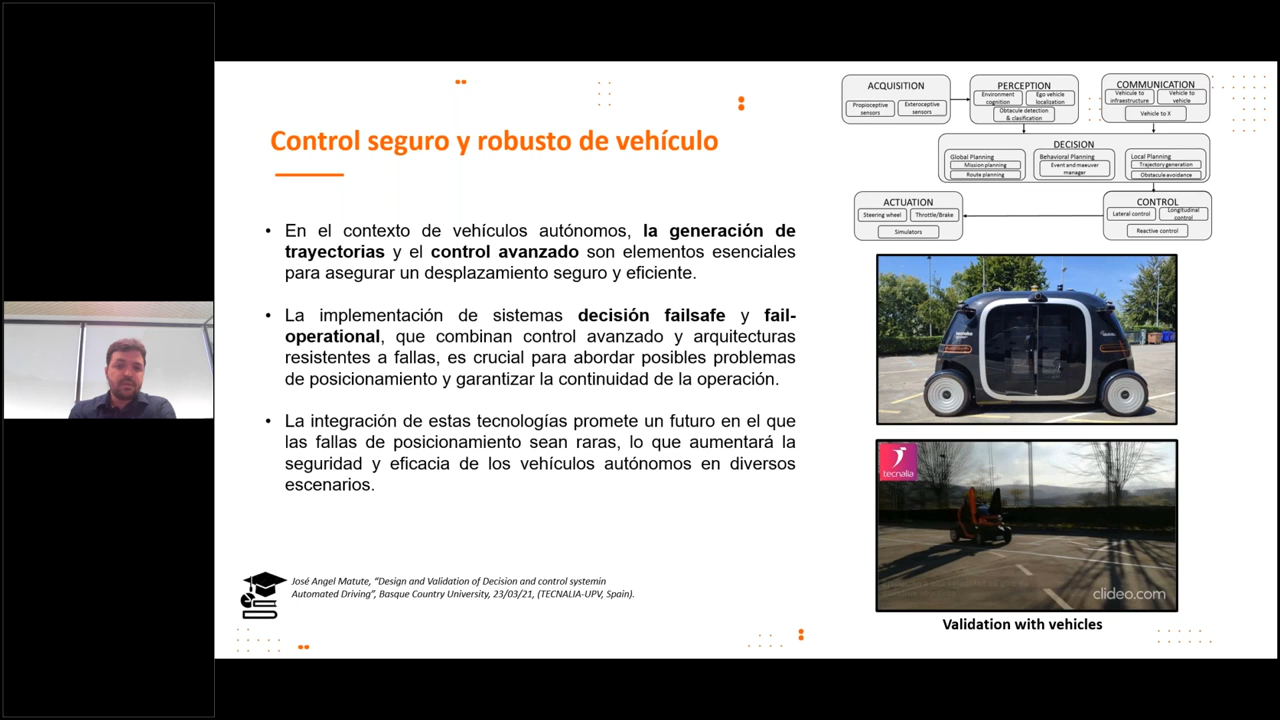 Control seguro y robusto de vehículo
• En el contexto de vehículos autónomos, la generación de
trayectorias y el control avanzado son elementos esenciales
para asegurar un desplazamiento seguro y eficiente.
• La implementación de sistemas decisión failsafe y fail-
operational, que combinan control avanzado y arquitecturas
resistentes a fallas, es crucial para abordar posibles problemas
de posicionamiento y garantizar la continuidad de la operación.
• La integración de estas tecnologías promete un futuro en el que
las fallas de posicionamiento sean raras, lo que aumentará la
seguridad y eficacia de los vehículos autónomos en diversos
escenarios.
José Angel Matute, “Design and Validation of Decision and control systemin
Automated Driving”, Basque Country University, 23/03/21, (TECNALIA-UPV, Spain).
ACQUISITION
Propioceptive
sensors
Exteroceptive
sensors
PERCEPTION
Environment
cognition
Ego vehicle
localization
Obstacule detection
& clasification
COMMUNICATION
Vehicule to
infraestructure
Vehicle to
vehicle
Vehicle to X
DECISION
Global Planning
Mission planning
Route planning
Behavioral Planning
Event and maeuver
manager
Local Planning
Trajectory generation
Obstacule avoidance
ACTUATION
Steering wheel
Throttle/Brake
Simulators
CONTROL
Lateral control
Longitudinal
control
Reactive control
tecnalia
clideo.com
Validation with vehicles